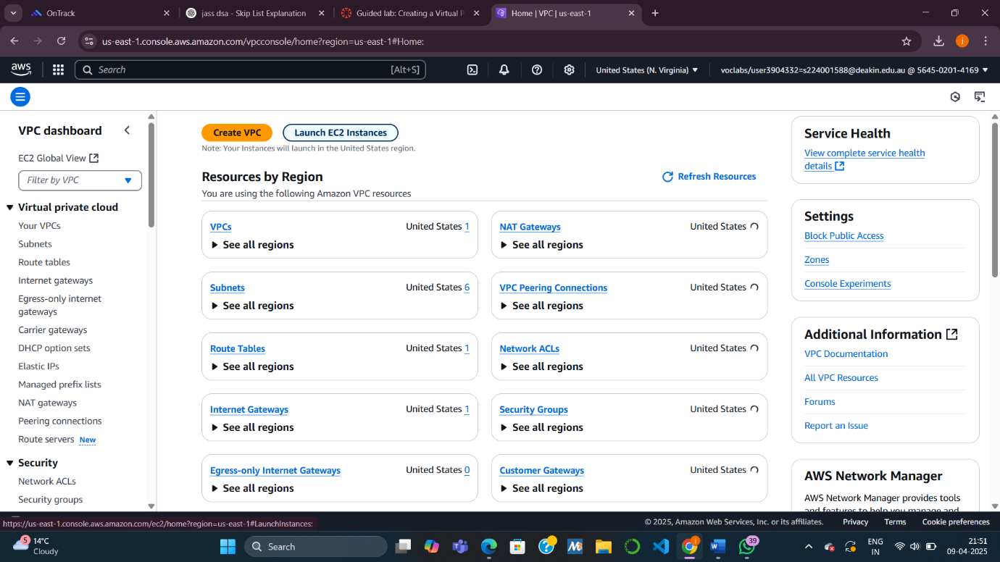 OnTrack
jass dsa - Skip List Explanation
Guided lab: Creating a Virtual P
Home | VPC | us-east-1
us-east-1.console.aws.amazon.com/vpcconsole/home?region=us-east-1#Home:
j
aws
Search
[Alt+S]
United States (N. Virginia)
voclabs/user3904332=s224001588@deakin.edu.au @ 5645-0201-4169
VPC dashboard
EC2 Global View
Filter by VPC
Virtual private cloud
Your VPCs
Subnets
Route tables
Internet gateways
Egress-only internet
gateways
Carrier gateways
DHCP option sets
Elastic IPs
Managed prefix lists
NAT gateways
Peering connections
Route servers New
Security
Network ACLs
Security groups
Create VPC
Launch EC2 Instances
Note: Your Instances will launch in the United States region.
Resources by Region
Refresh Resources
You are using the following Amazon VPC resources
VPCs
United States 1
See all regions
NAT Gateways
United States
See all regions
Subnets
United States 6
See all regions
VPC Peering Connections
United States
See all regions
Route Tables
United States 1
See all regions
Network ACLs
United States
See all regions
Internet Gateways
United States 1
See all regions
Security Groups
United States
See all regions
Egress-only Internet Gateways
United States 0
See all regions
Customer Gateways
United States
See all regions
Service Health
View complete service health
details
Settings
Block Public Access
Zones
Console Experiments
Additional Information
VPC Documentation
All VPC Resources
Forums
Report an Issue
AWS Network Manager
AWS Network Manager provides tools
and features to help you manage and
https://us-east-1.console.aws.amazon.com/ec2/home?region=us-east-1#LaunchInstances:
© 2025, Amazon Web Services, Inc. or its affiliates.
Privacy
Terms
Cookie preferences
5
14°C
Cloudy
Search
39
ENG
IN
21:51
09-04-2025